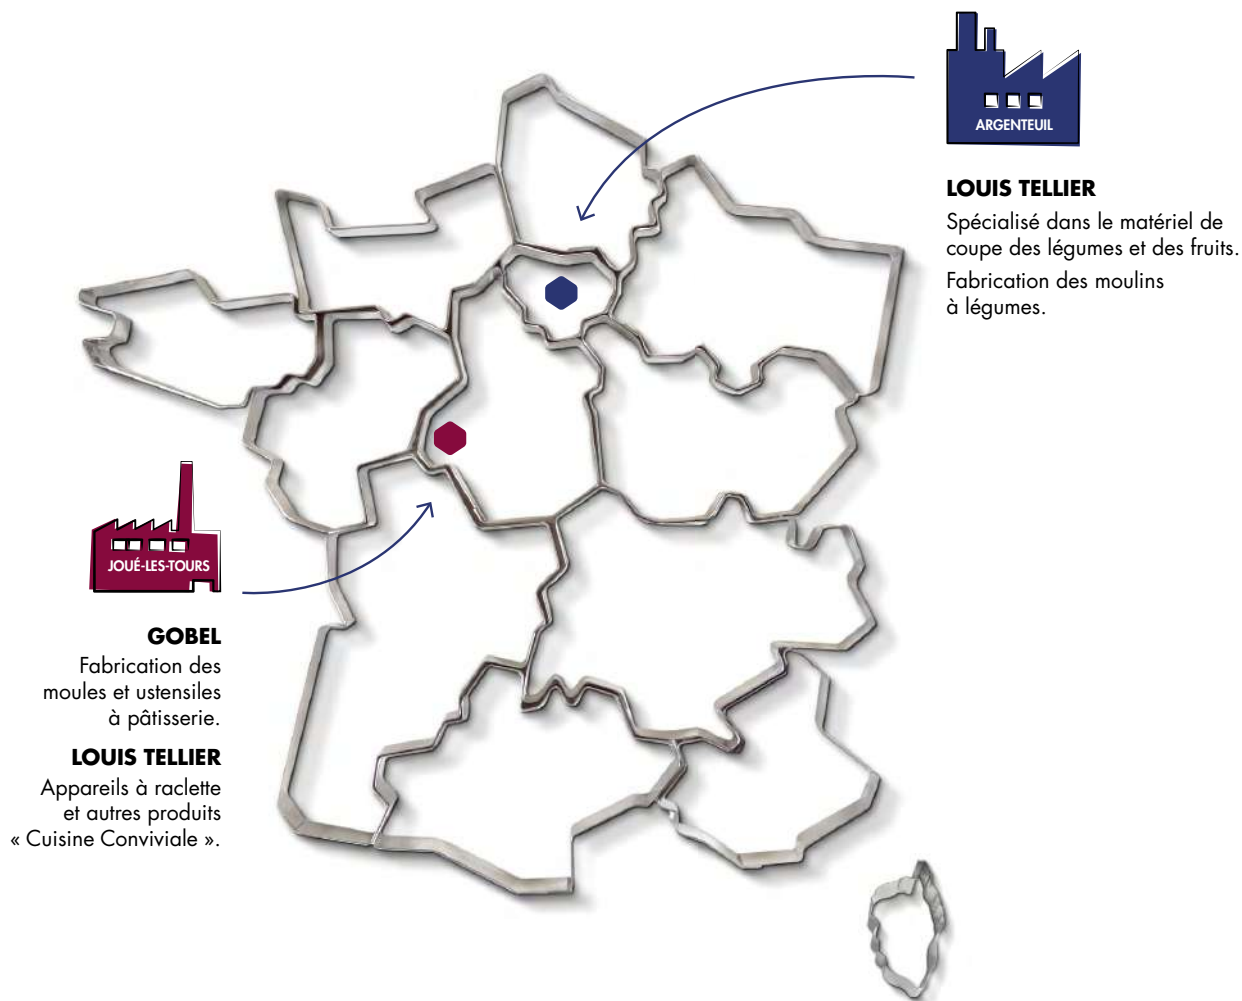 ARGENTEUIL
LOUIS TELLIER
Spécialisé dans le matériel de
coupe des légumes et des fruits.
Fabrication des moulins
à légumes.
JOUÉ-LES-TOURS
GOBEL
Fabrication des
moules et ustensiles
à pâtisserie.
LOUIS TELLIER
Appareils à raclette
et autres produits
« Cuisine Conviviale ».